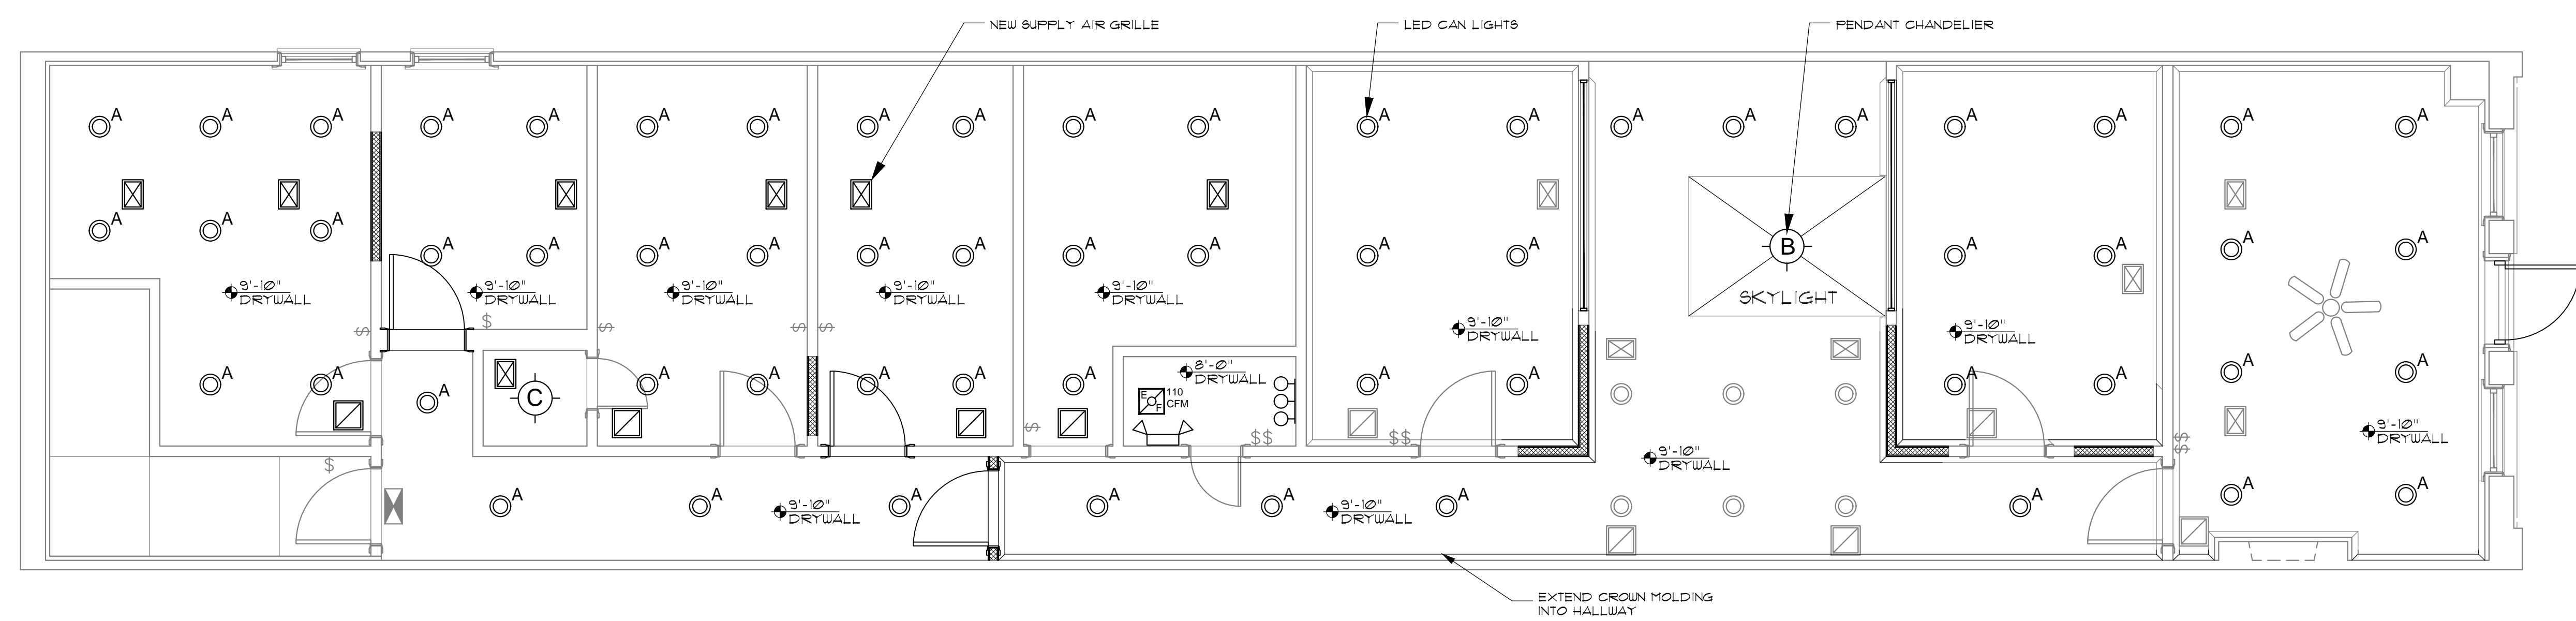 NEW SUPPLY AIR GRILLE
LED CAN LIGHTS
PENDANT CHANDELIER
A A A A A A A A A A A A A A A A A A A A
A A A
A A A A A A A A A A A A
A A
B
SKYLIGHT
9'-10"
DRYWALL
9'-10"
DRYWALL
9'-10"
DRYWALL
9'-10"
DRYWALL
9'-10"
DRYWALL
9'-10"
DRYWALL
9'-10"
DRYWALL
$ $ $ $ $
8'-0"
DRYWALL
A A A A A A A A A A A
A A
A
C
E
F
110
CFM
$ $$ $$ $$
9'-10"
DRYWALL
9'-10"
DRYWALL
$
A A A A A A A
A A
9'-10"
DRYWALL
9'-10"
DRYWALL
EXTEND CROWN MOLDING
INTO HALLWAY